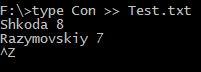 F:\>type Con >> Test.txt
Shkoda 8
Razymovskiy 7
^Z